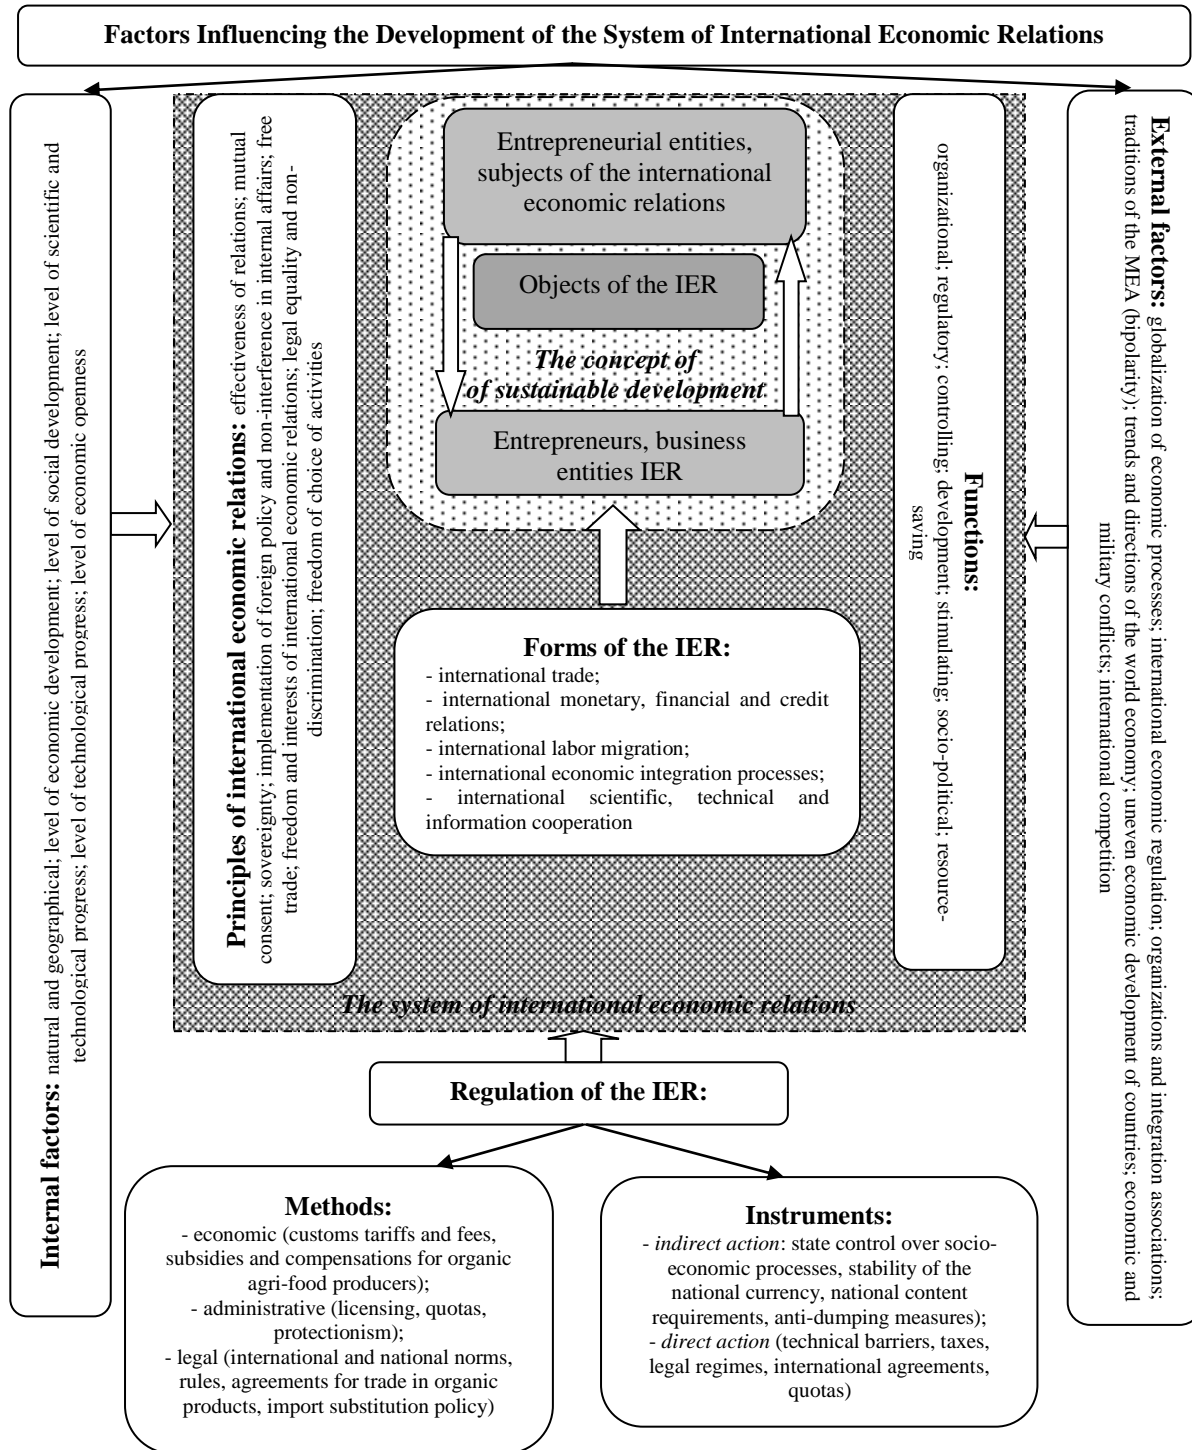 Factors Influencing the Development of the System of International Economic Relations
Internal factors: natural and geographical; level of economic development; level of social development; level of scientific and
technological progress; level of technological progress; level of economic openness
Principles of international economic relations: effectiveness of relations; mutual
consent; sovereignty; implementation of foreign policy and non-interference in internal affairs; free
trade; freedom and interests of international economic relations; legal equality and non-
discrimination; freedom of choice of activities
Entrepreneurial entities,
subjects of the international
economic relations
Objects of the IER
The concept of
of sustainable development
Entrepreneurs, business
entities IER
Forms of the IER:
- international trade;
- international monetary, financial and credit
relations;
- international labor migration;
- international economic integration processes;
- international scientific, technical and
information cooperation
Functions:
organizational; regulatory; controlling; development; stimulating; socio-political; resource-
saving
External factors: globalization of economic processes; international economic regulation; organizations and integration associations;
traditions of the MEA (bipolarity); trends and directions of the world economy; uneven economic development of countries; economic and
military conflicts; international competition
The system of international economic relations
Regulation of the IER:
Methods:
- economic (customs tariffs and fees,
subsidies and compensations for organic
agri-food producers);
- administrative (licensing, quotas,
protectionism);
- legal (international and national norms,
rules, agreements for trade in organic
products, import substitution policy)
Instruments:
- indirect action: state control over socio-
economic processes, stability of the
national currency, national content
requirements, anti-dumping measures);
- direct action (technical barriers, taxes,
legal regimes, international agreements,
quotas)